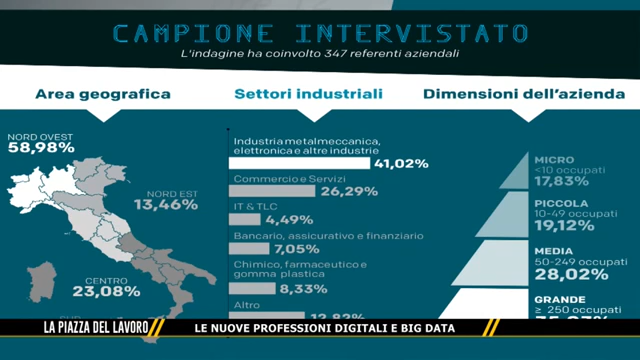 CAMPIONE INTERVISTATO
L'indagine ha coinvolto 347 referenti aziendali
Area geografica
Settori industriali
Dimensioni dell'azienda
NORD OVEST
58,98%
NORD EST
13,46%
CENTRO
23,08%
Industria metalmeccanica,
elettronica e altre industrie
41,02%
Commercio e Servizi
26,29%
IT & TLC
4,49%
Bancario, assicurativo e finanziario
7,05%
Chimico, farmaceutico e
gomma plastica
8,33%
Altro
12,82%
MICRO
<10 occupati
17,83%
PICCOLA
10-49 occupati
19,12%
MEDIA
50-249 occupati
28,02%
GRANDE
≥ 250 occupati
LA PIAZZA DEL LAVORO
LE NUOVE PROFESSIONI DIGITALI E BIG DATA